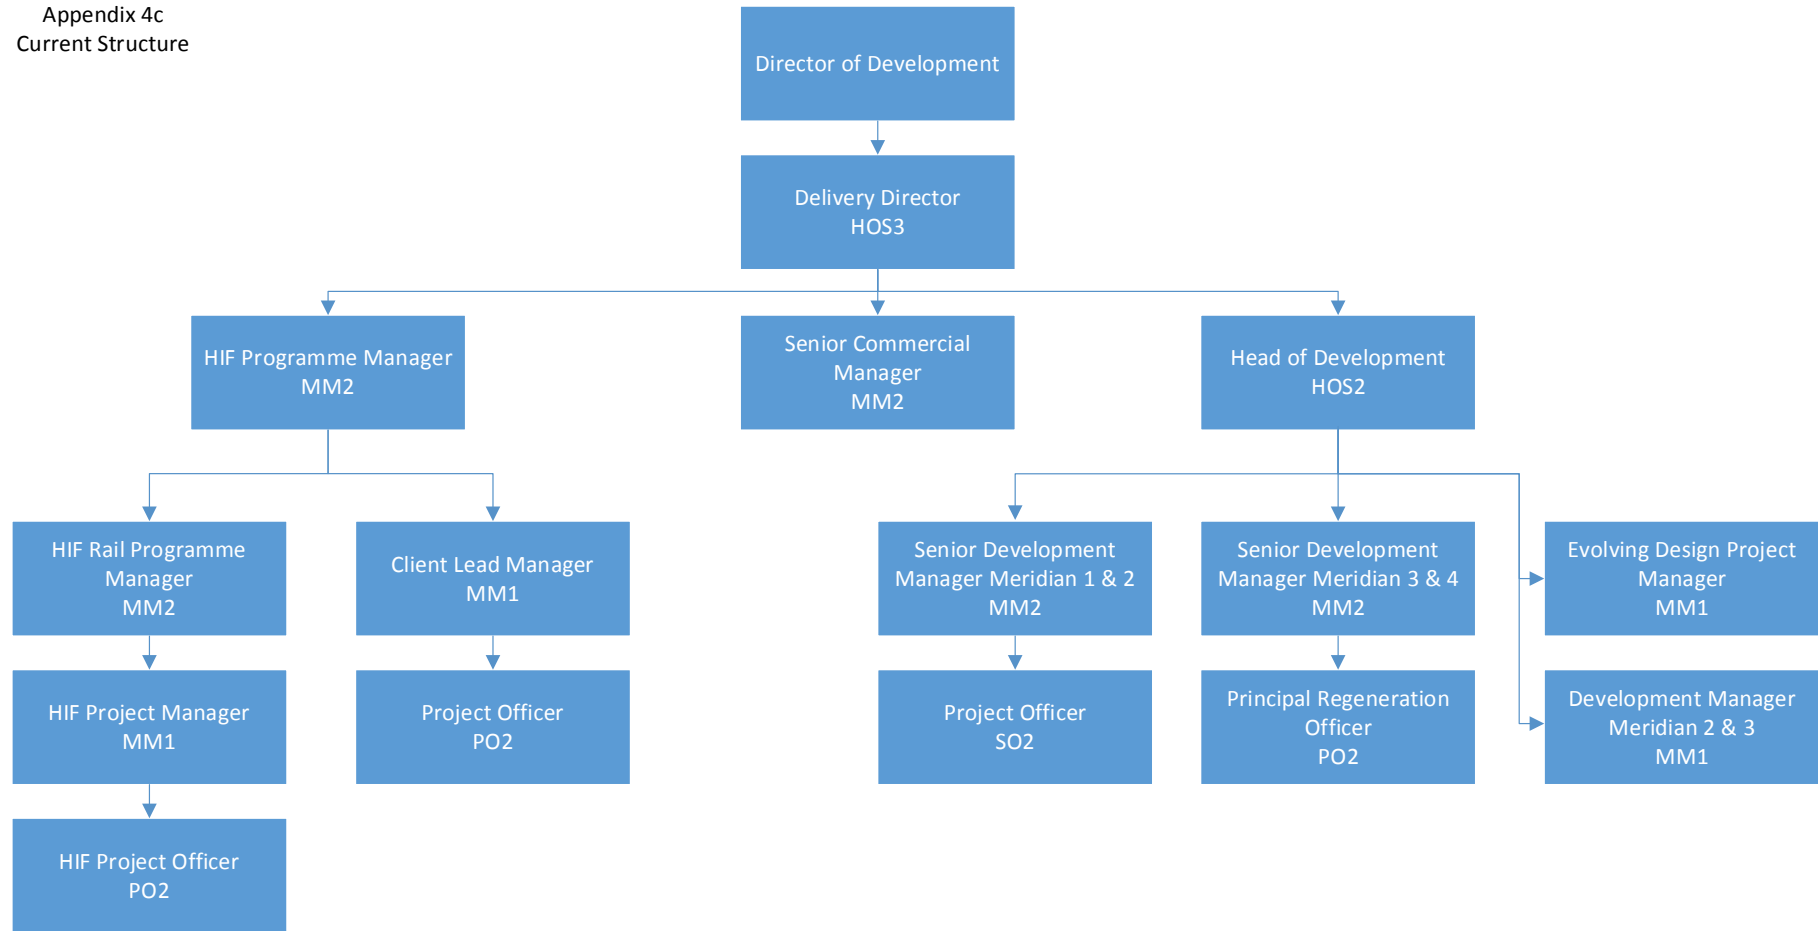 Appendix 4c
Current Structure
Director of Development
Delivery Director
HOS3
HIF Programme Manager
MM2
Senior Commercial
Manager
MM2
Head of Development
HOS2
HIF Rail Programme
Manager
MM2
Client Lead Manager
MM1
Senior Development
Manager Meridian 1 & 2
MM2
Senior Development
Manager Meridian 3 & 4
MM2
Evolving Design Project
Manager
MM1
HIF Project Manager
MM1
Project Officer
PO2
Project Officer
SO2
Principal Regeneration
Officer
PO2
Development Manager
Meridian 2 & 3
MM1
HIF Project Officer
PO2